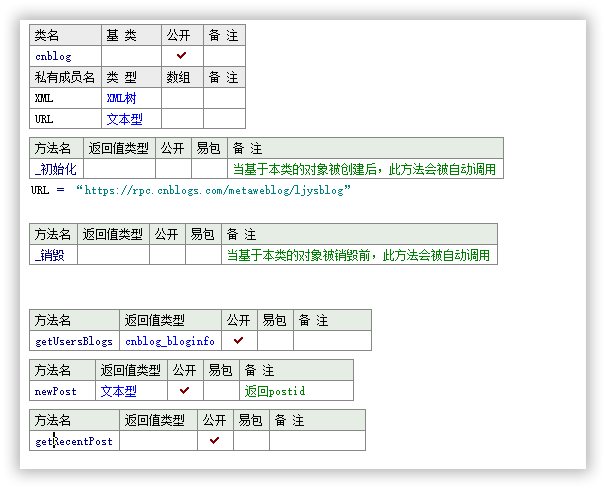 类名 基 类 公开 备 注
cnblog ✓
私有成员名 类 型 数组 备 注
XML XML树
URL 文本型
方法名 返回值类型 公开 易包 备 注
_初始化 当基于本类的对象被创建后，此方法会被自动调用
URL ＝ “https://rpc.cnblogs.com/metaweblog/ljysblog”
方法名 返回值类型 公开 易包 备 注
_销毁 当基于本类的对象被销毁前，此方法会被自动调用
方法名 返回值类型 公开 易包 备 注
getUsersBlogs cnblog_bloginfo ✓
方法名 返回值类型 公开 易包 备 注
newPost 文本型 ✓ 返回postid
方法名 返回值类型 公开 易包 备 注
getRecentPost ✓